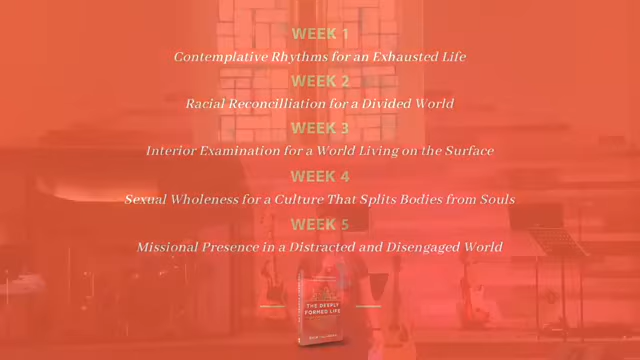 WEEK 1
Contemplative Rhythms for an Exhausted Life
WEEK 2
Racial Reconcilliation for a Divided World
WEEK 3
Interior Examination for a World Living on the Surface
WEEK 4
Sexual Wholeness for a Culture That Splits Bodies from Souls
WEEK 5
Missional Presence in a Distracted and Disengaged World
THE DEEPLY
FORMED LIFE